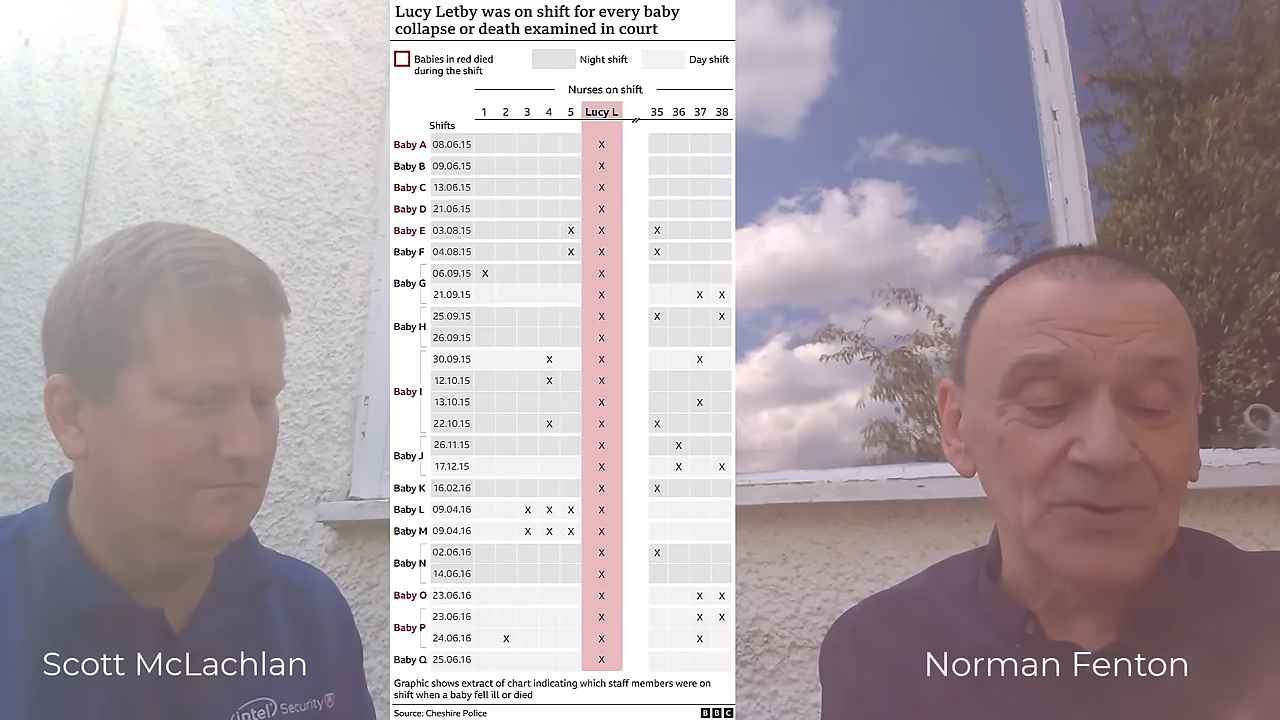 Lucy Letby was on shift for every baby
collapse or death examined in court
Babies in red died
during the shift
Night shift
Day shift
Nurses on shift
1 2 3 4 5 Lucy L 35 36 37 38
Shifts
Baby A 08.06.15 X
Baby B 09.06.15 X
Baby C 13.06.15 X
Baby D 21.06.15 X
Baby E 03.08.15 X X X
Baby F 04.08.15 X X X
Baby G
06.09.15 X X
21.09.15 X X X
Baby H
25.09.15 X X X
26.09.15 X
Baby I
30.09.15 X X X
12.10.15 X X
13.10.15 X X
22.10.15 X X X
Baby J
26.11.15 X X
17.12.15 X X X
Baby K 16.02.16 X X
Baby L 09.04.16 X X X X
Baby M 09.04.16 X X X X
Baby N
02.06.16 X X
14.06.16 X
Baby O 23.06.16 X X X
Baby P
23.06.16 X X X
24.06.16 X X X
Baby Q 25.06.16 X
Graphic shows extract of chart indicating which staff members were on
shift when a baby fell ill or died
Source: Cheshire Police
BBC
Scott McLachlan
(intel) Security
Norman Fenton